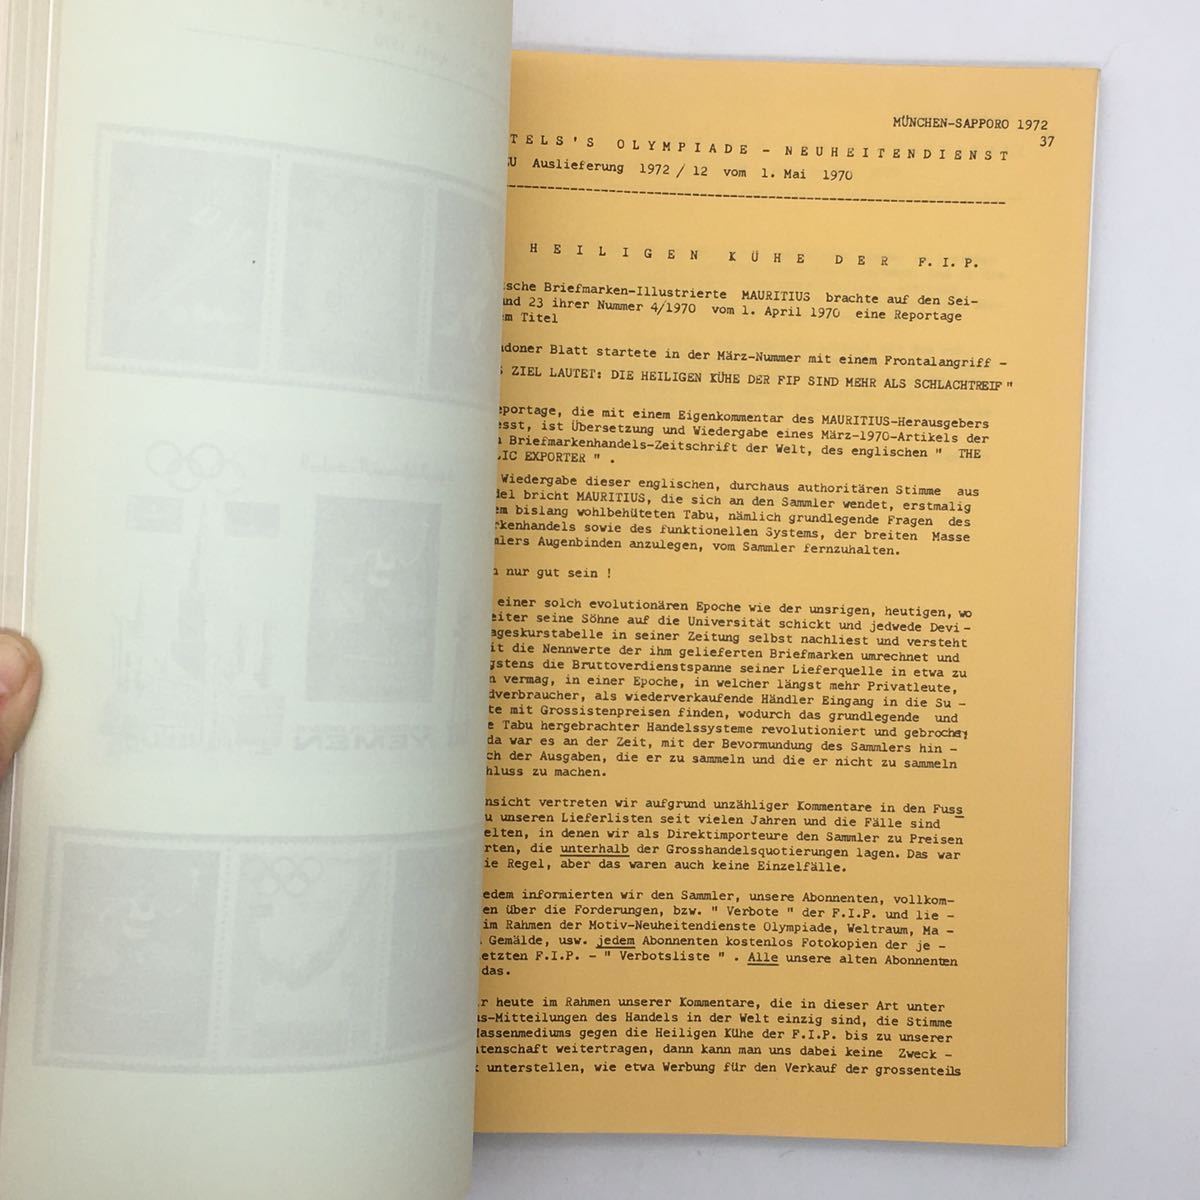 MÜNCHEN-SAPPORO 1972
37
TELS'S OLYMPIADE - NEUHEITENDIENST
Auslieferung 1972 / 12 vom 1. Mai 1970
HEILIGEN KÜHE DER F.I.P.
ische Briefmarken-Illustrierte MAURITIUS brachte auf den Sei-
und 23 ihrer Nummer 4/1970 vom 1. April 1970 eine Reportage
em Titel
ndoner Blatt startete in der März-Nummer mit einem Frontalangriff -
S ZIEL LAUTET: DIE HEILIGEN KÜHE DER FIP SIND MEHR ALS SCHLACHTREIF "
eportage, die mit einem Eigenkommentar des MAURITIUS-Herausgebers
esst, ist Übersetzung und Wiedergabe eines März-1970-Artikels der
n Briefmarkenhandels-Zeitschrift der Welt, des englischen " THE
LIC EXPORTER " .
Wiedergabe dieser englischen, durchaus authoritären Stimme aus
del bricht MAURITIUS, die sich an den Sammler wendet, erstmalig
em bislang wohlbehüteten Tabu, nämlich grundlegende Fragen des
rkenhandels sowie des funktionellen Systems, der breiten Masse
mmlers Augenbinden anzulegen, vom Sammler fernzuhalten.
n nur gut sein !
einer solch evolutionären Epoche wie der unsrigen, heutigen, wo
eiter seine Söhne auf die Universität schickt und jedwede Devi -
ageskurstabelle in seiner Zeitung selbst nachliest und versteht
it die Nennwerte der ihm gelieferten Briefmarken umrechnet und
gstens die Bruttoverdienstspanne seiner Lieferquelle in etwa zu
n vermag, in einer Epoche, in welcher längst mehr Privatleute,
dverbraucher, als wiederverkaufende Händler Eingang in die Su -
te mit Grossistenpreisen finden, wodurch das grundlegende und
e Tabu hergebrachter Handelssysteme revolutioniert und gebrochen
da war es an der Zeit, mit der Bevormundung des Sammlers hin -
ch der Ausgaben, die er zu sammeln und die er nicht zu sammeln
hluss zu machen.
nsicht vertreten wir aufgrund unzähliger Kommentare in den Fuss
u unseren Lieferlisten seit vielen Jahren und die Fälle sind
elten, in denen wir als Direktimporteure den Sammler zu Preisen
rten, die unterhalb der Grosshandelsquotierungen lagen. Das war
ie Regel, aber das waren auch keine Einzelfälle.
edem informierten wir den Sammler, unsere Abonnenten, vollkom-
en über die Forderungen, bzw. " Verbote " der F.I.P. und lie -
im Rahmen der Motiv-Neuheitendienste Olympiade, Weltraum, Ma -
Gemälde, usw. jedem Abonnenten kostenlos Fotokopien der je -
etzten F.I.P. - " Verbotsliste " . Alle unsere alten Abonnenten
das.
r heute im Rahmen unserer Kommentare, die in dieser Art unter
us-Mitteilungen des Handels in der Welt einzig sind, die Stimme
Massenmediums gegen die Heiligen Kühe der F.I.P. bis zu unserer
ntenschaft weitertragen, dann kann man uns dabei keine Zweck -
k unterstellen, wie etwa Werbung für den Verkauf der grossenteils
YEMEN